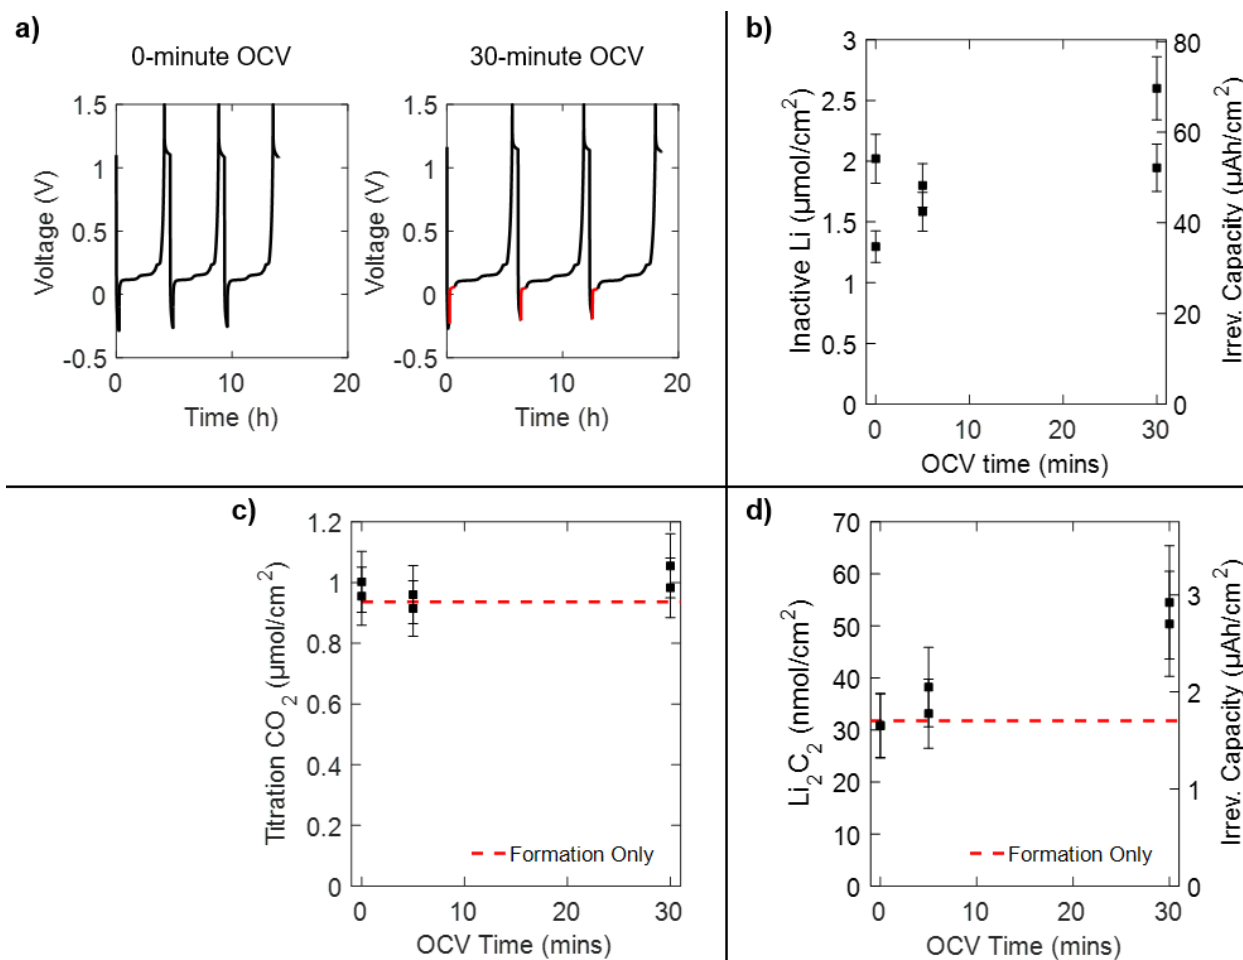 a)
0-minute OCV
30-minute OCV
1.5
1
0.5
0
-0.5
Voltage (V)
0
10
20
Time (h)
1.5
1
0.5
0
-0.5
Voltage (V)
0
10
20
Time (h)
b)
3
2.5
2
1.5
1
0.5
0
Inactive Li (µmol/cm²)
80
60
40
20
0
Irrev. Capacity (µAh/cm²)
0
10
20
30
OCV time (mins)
c)
1.2
1
0.8
0.6
0.4
0.2
0
Titration CO₂ (µmol/cm²)
Formation Only
0
10
20
30
OCV Time (mins)
d)
70
60
50
40
30
20
10
0
Li₂C₂ (nmol/cm²)
3
2
1
0
Irrev. Capacity (µAh/cm²)
Formation Only
0
10
20
30
OCV Time (mins)